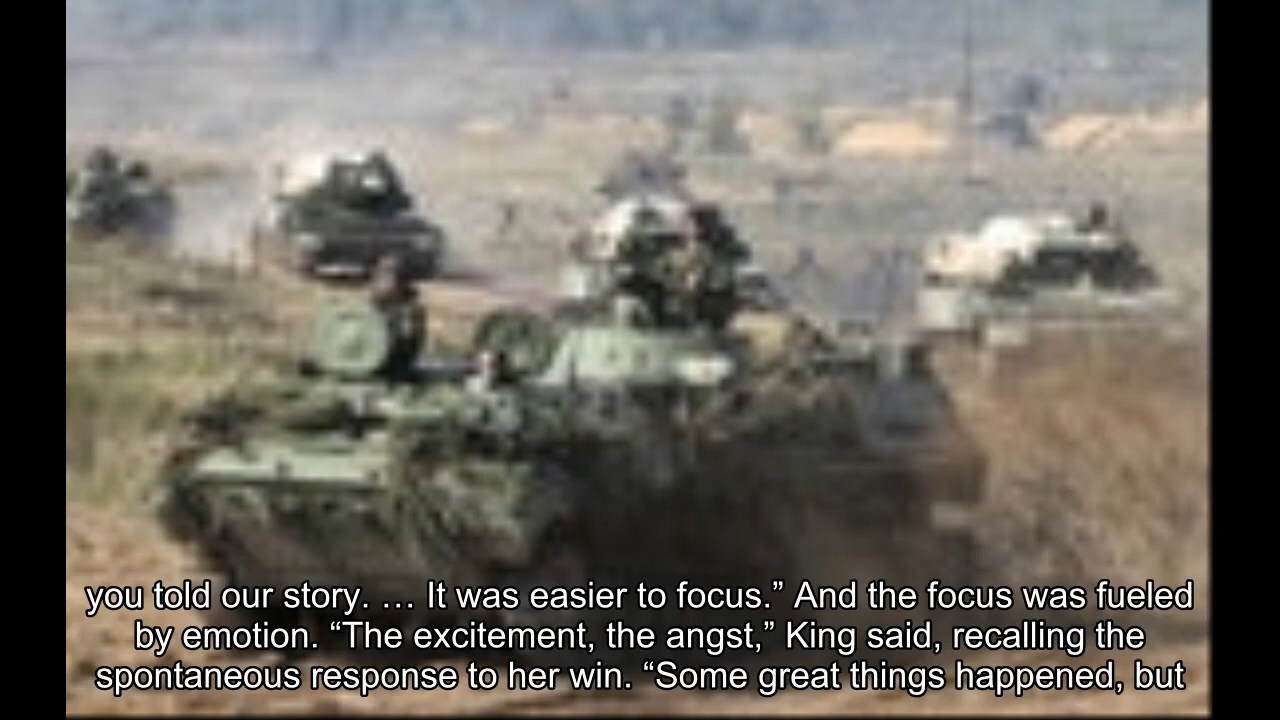 you told our story. … It was easier to focus.” And the focus was fueled
by emotion. “The excitement, the angst,” King said, recalling the
spontaneous response to her win. “Some great things happened, but